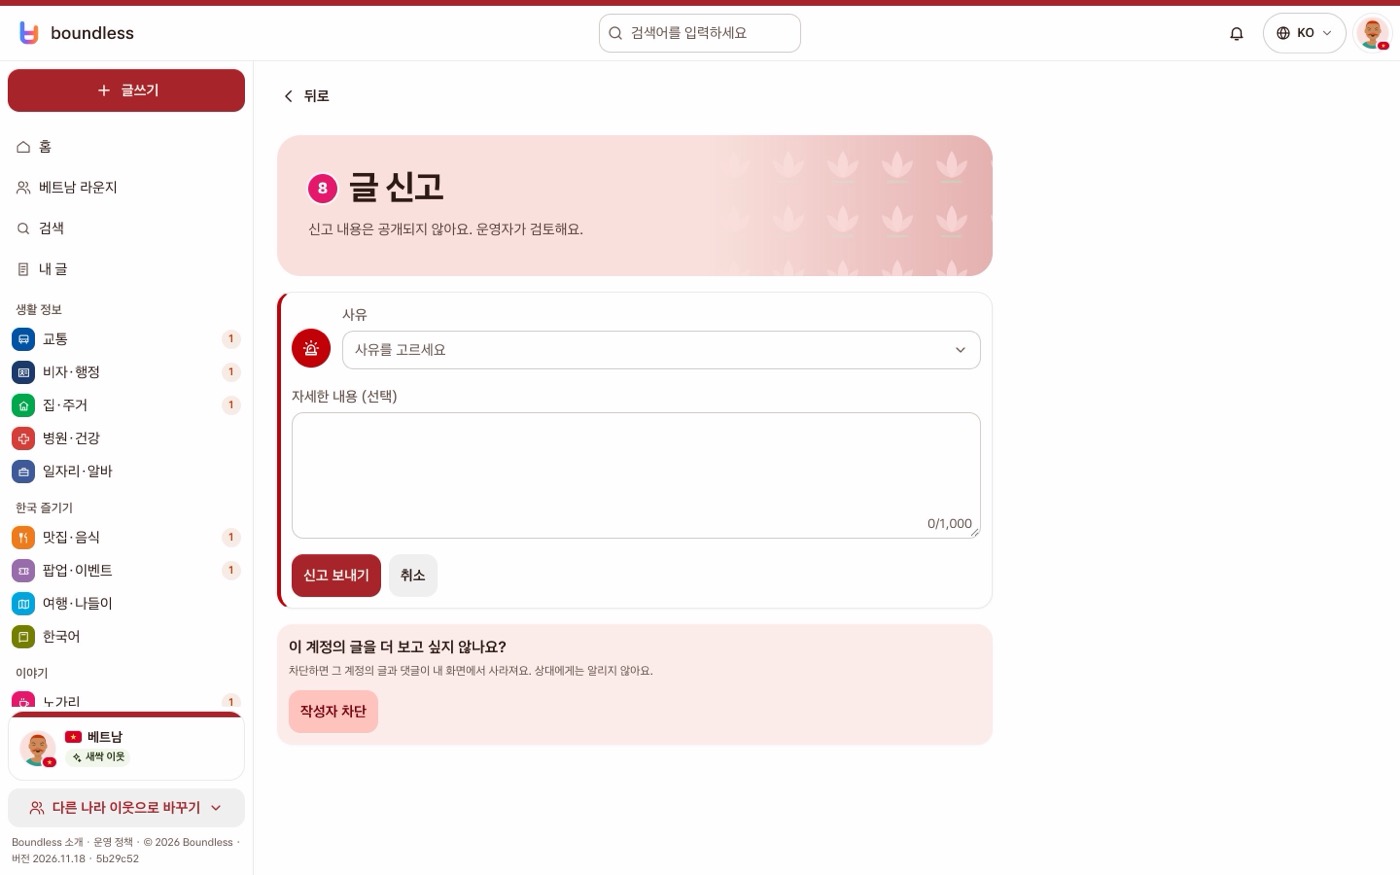 boundless
검색어를 입력하세요
KO
글쓰기
홈
베트남 라운지
검색
내 글
생활 정보
교통 1
비자·행정 1
집·주거 1
병원·건강
일자리·알바
한국 즐기기
맛집·음식 1
팝업·이벤트 1
여행·나들이
한국어
이야기
노가리 1
베트남
새싹 이웃
다른 나라 이웃으로 바꾸기
Boundless 소개 · 운영 정책 · © 2026 Boundless ·
버전 2026.11.18 · 5b29c52
뒤로
8 글 신고
신고 내용은 공개되지 않아요. 운영자가 검토해요.
사유
사유를 고르세요
자세한 내용 (선택)
0/1,000
신고 보내기 취소
이 계정의 글을 더 보고 싶지 않나요?
차단하면 그 계정의 글과 댓글이 내 화면에서 사라져요. 상대에게는 알리지 않아요.
작성자 차단